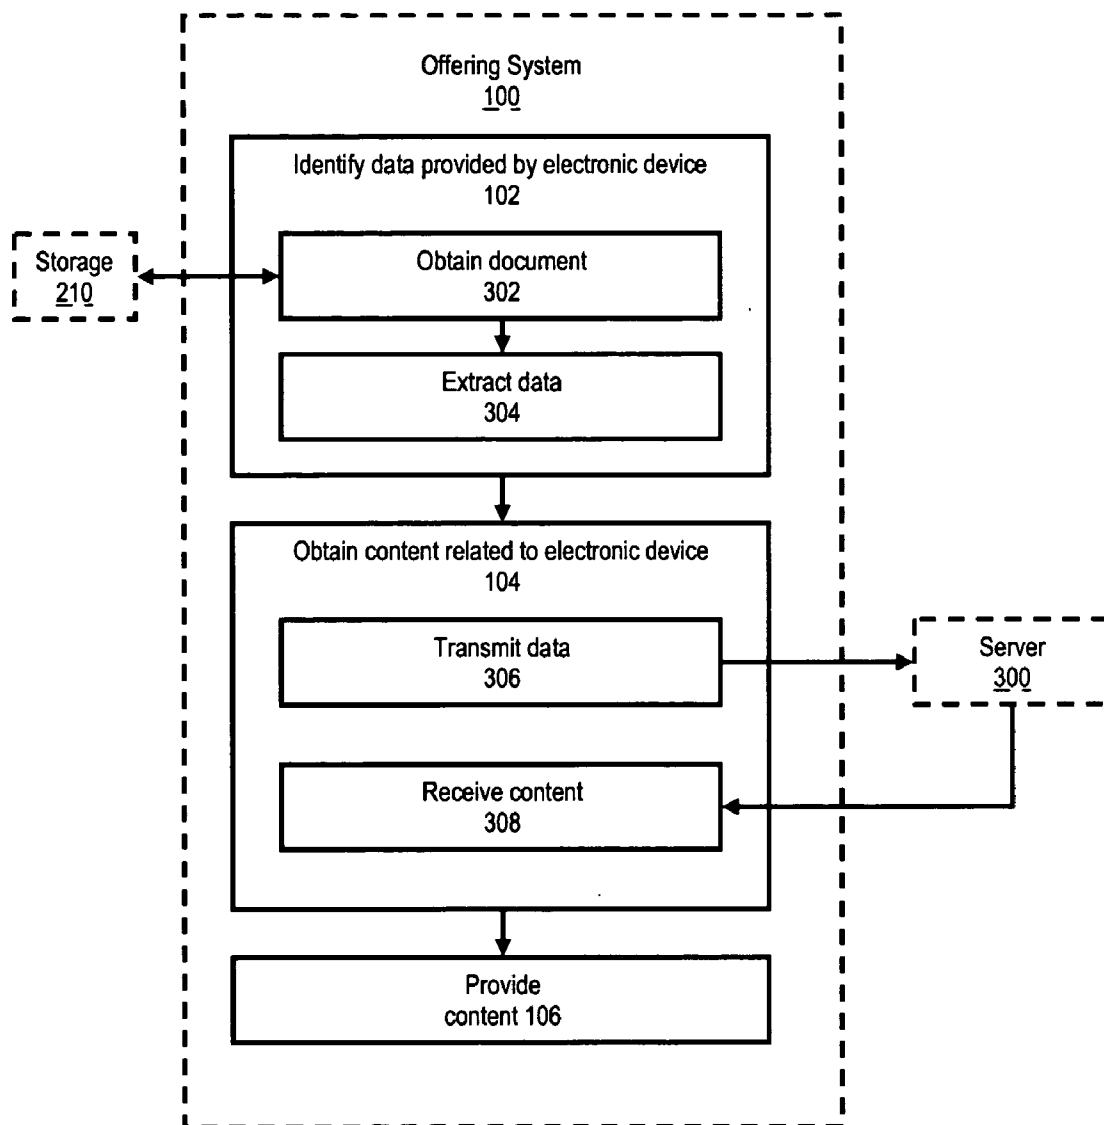 Offering System
100
Identify data provided by electronic device
102
Storage
210
Obtain document
302
Extract data
304
Obtain content related to electronic device
104
Transmit data
306
Server
300
Receive content
308
Provide
content 106